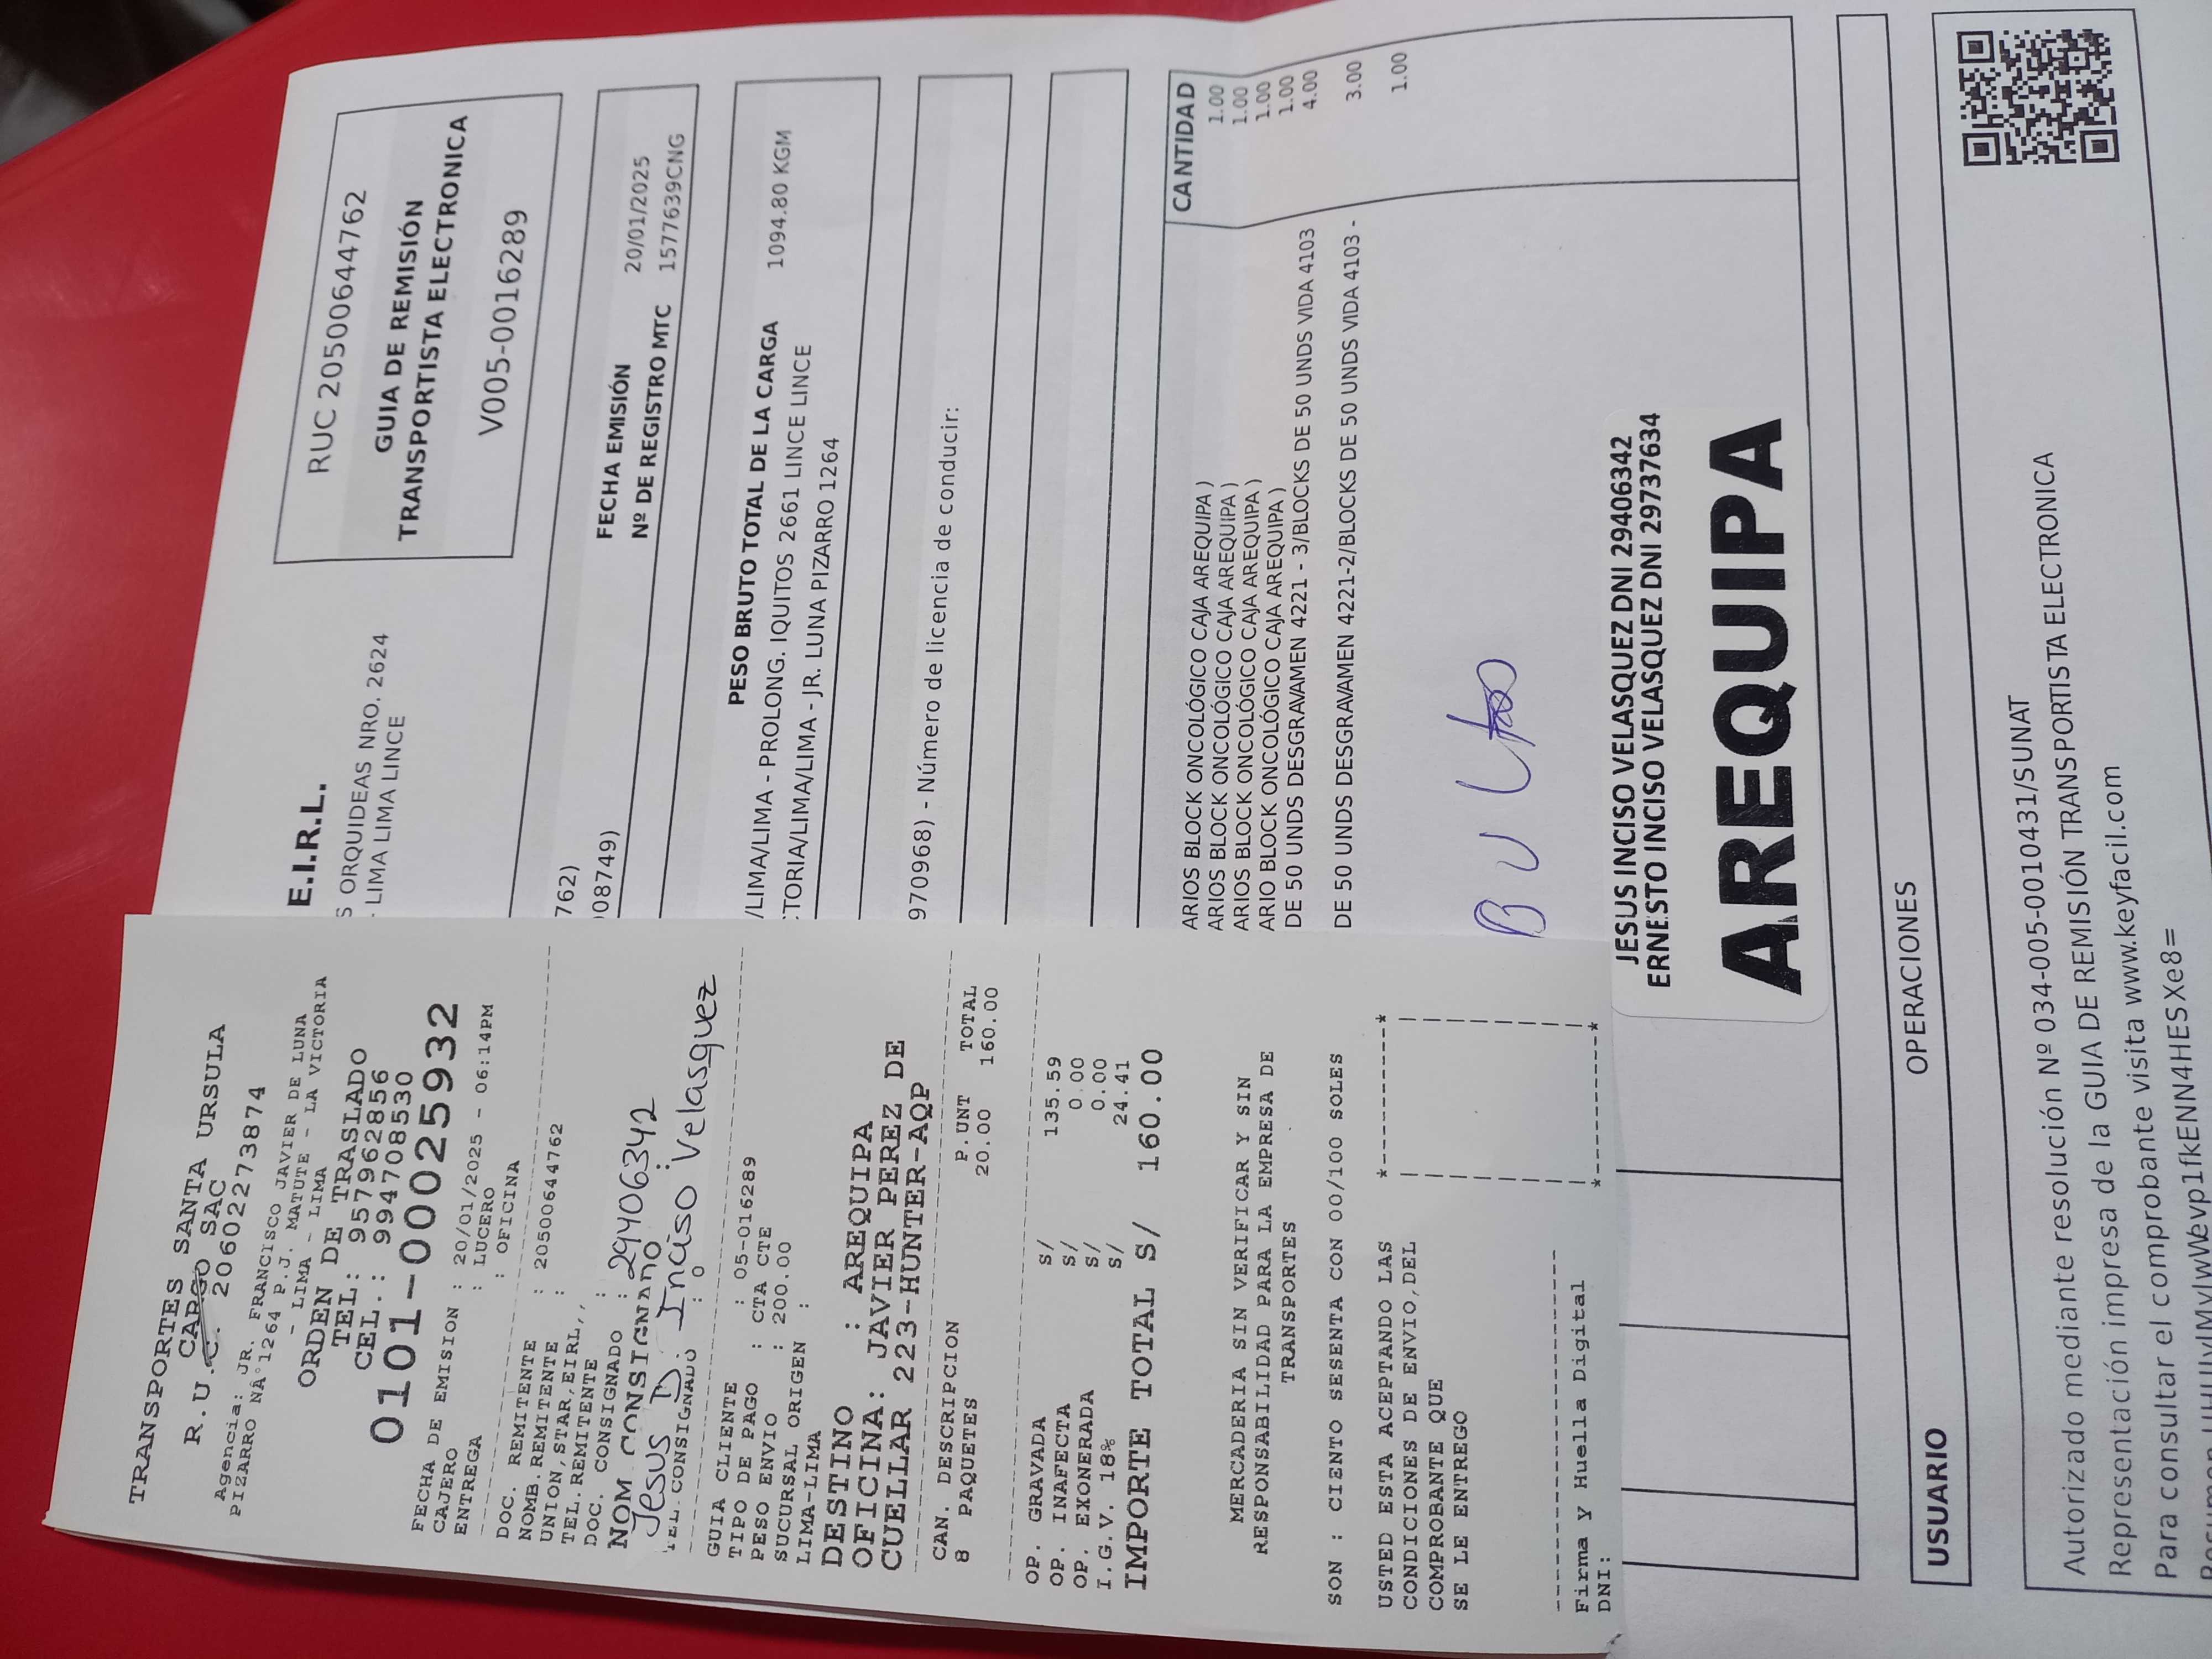 TRANSPORTES SANTA URSULA
CARGO SAC
R.U.C. 20602273874
Agencia: JR. FRANCISCO JAVIER DE LUNA
PIZARRO NAº1264 P.J. MATUTE - LA VICTORIA
- LIMA - LIMA
ORDEN DE TRASLADO
TEL: 957962856
CEL.: 994708530
0101-00025932
FECHA DE EMISION : 20/01/2025 - 06:14PM
CAJERO : LUCERO
ENTREGA : OFICINA
DOC. REMITENTE : 20500644762
NOMB.REMITENTE :
UNION,STAR,EIRL,,
TEL.REMITENTE :
DOC. CONSIGNADO : 29406342
NOM CONSIGNADO
Jesus D. Inciso Velasquez
TEL.CONSIGNADO :
GUIA CLIENTE : 05-016289
TIPO DE PAGO : CTA CTE
PESO ENVIO : 200.00
SUCURSAL ORIGEN :
LIMA-LIMA
DESTINO : AREQUIPA
OFICINA: JAVIER PEREZ DE
CUELLAR 223-HUNTER-AQP
CAN. DESCRIPCION P.UNT TOTAL
8 PAQUETES 20.00 160.00
OP. GRAVADA S/ 135.59
OP. INAFECTA S/ 0.00
OP. EXONERADA S/ 0.00
I.G.V. 18% S/ 24.41
IMPORTE TOTAL S/ 160.00
MERCADERIA SIN VERIFICAR Y SIN
RESPONSABILIDAD PARA LA EMPRESA DE
TRANSPORTES
SON : CIENTO SESENTA CON 00/100 SOLES
USTED ESTA ACEPTANDO LAS
CONDICIONES DE ENVIO,DEL
COMPROBANTE QUE
SE LE ENTREGO
Firma y Huella Digital
DNI:
E.I.R.L.
S ORQUIDEAS NRO. 2624
- LIMA LIMA LINCE
RUC 20500644762
GUIA DE REMISIÓN
TRANSPORTISTA ELECTRONICA
V005-0016289
762)
008749)
FECHA EMISIÓN 20/01/2025
Nº DE REGISTRO MTC 1577639CNG
PESO BRUTO TOTAL DE LA CARGA 1094.80 KGM
/LIMA/LIMA - PROLONG. IQUITOS 2661 LINCE LINCE
CTORIA/LIMA/LIMA - JR. LUNA PIZARRO 1264
970968) - Número de licencia de conducir:
CANTIDAD
ARIOS BLOCK ONCOLÓGICO CAJA AREQUIPA ) 1.00
ARIOS BLOCK ONCOLÓGICO CAJA AREQUIPA ) 1.00
ARIOS BLOCK ONCOLÓGICO CAJA AREQUIPA ) 1.00
ARIO BLOCK ONCOLÓGICO CAJA AREQUIPA ) 1.00
DE 50 UNDS DESGRAVAMEN 4221 - 3/BLOCKS DE 50 UNDS VIDA 4103 4.00
DE 50 UNDS DESGRAVAMEN 4221-2/BLOCKS DE 50 UNDS VIDA 4103 - 3.00
1.00
JESUS INCISO VELASQUEZ DNI 29406342
ERNESTO INCISO VELASQUEZ DNI 29737634
AREQUIPA
OPERACIONES
USUARIO
Autorizado mediante resolución Nº 034-005-0010431/SUNAT
Representación impresa de la GUIA DE REMISIÓN TRANSPORTISTA ELECTRONICA
Para consultar el comprobante visita www.keyfacil.com